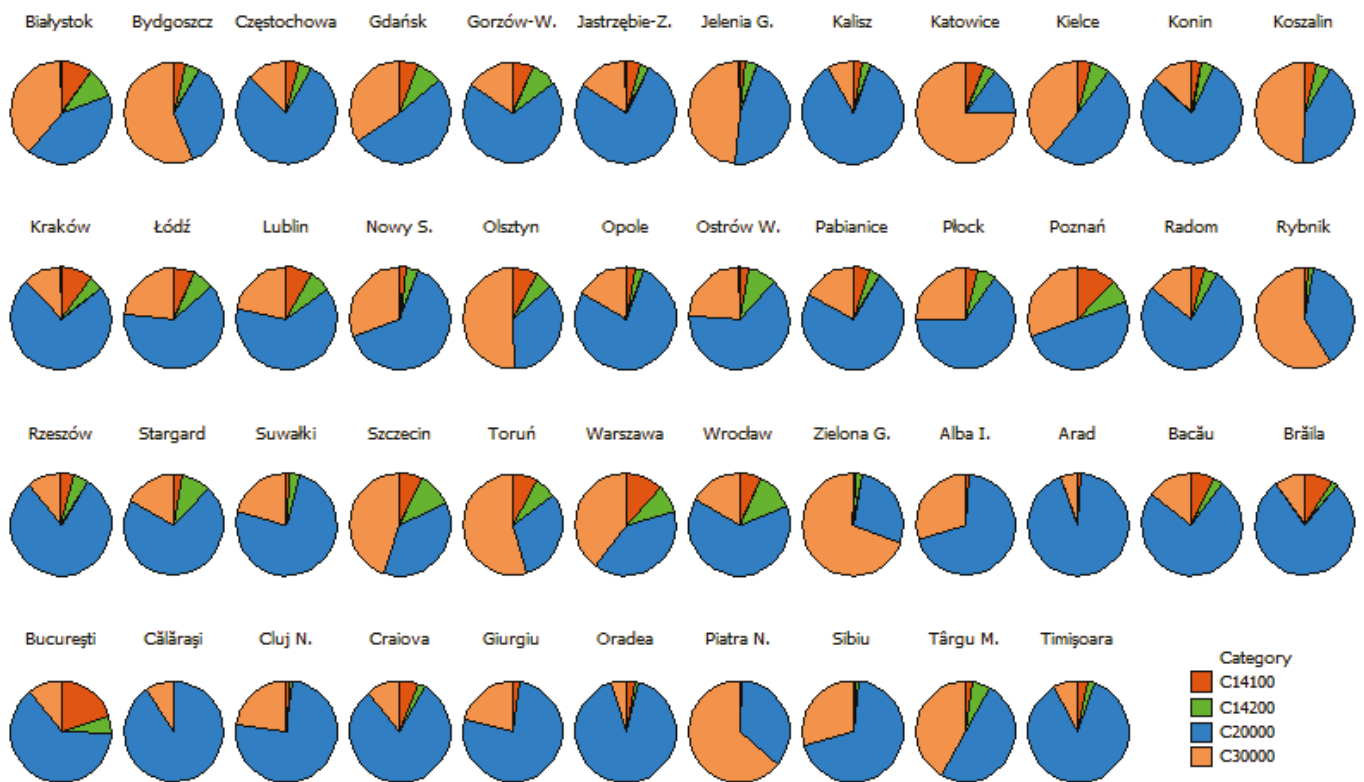 Białystok Bydgoszcz Częstochowa Gdańsk Gorzów-W. Jastrzębie-Z. Jelenia G. Kalisz Katowice Kielce Konin Koszalin
Kraków Łódź Lublin Nowy S. Olsztyn Opole Ostrów W. Pabianice Płock Poznań Radom Rybnik
Rzeszów Stargard Suwałki Szczecin Toruń Warszawa Wrocław Zielona G. Alba I. Arad Bacău Brăila
București Călărași Cluj N. Craiova Giurgiu Oradea Piatra N. Sibiu Târgu M. Timișoara
Category
C14100
C14200
C20000
C30000